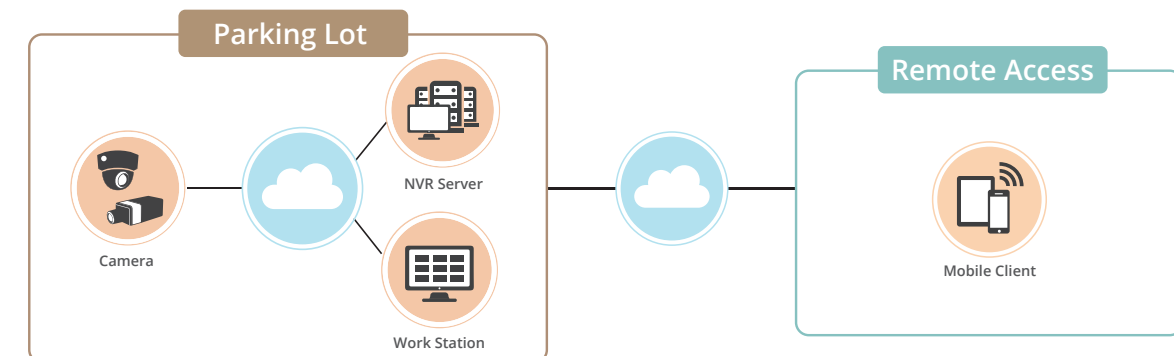 Parking Lot
Remote Access
NVR Server
Camera
Mobile Client
Work Station